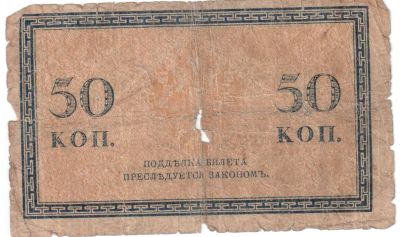 50 50
КОП. КОП.
ПОДДѢЛКА БИЛЕТА
ПРЕСЛѢДУЕТСЯ ЗАКОНОМЪ.